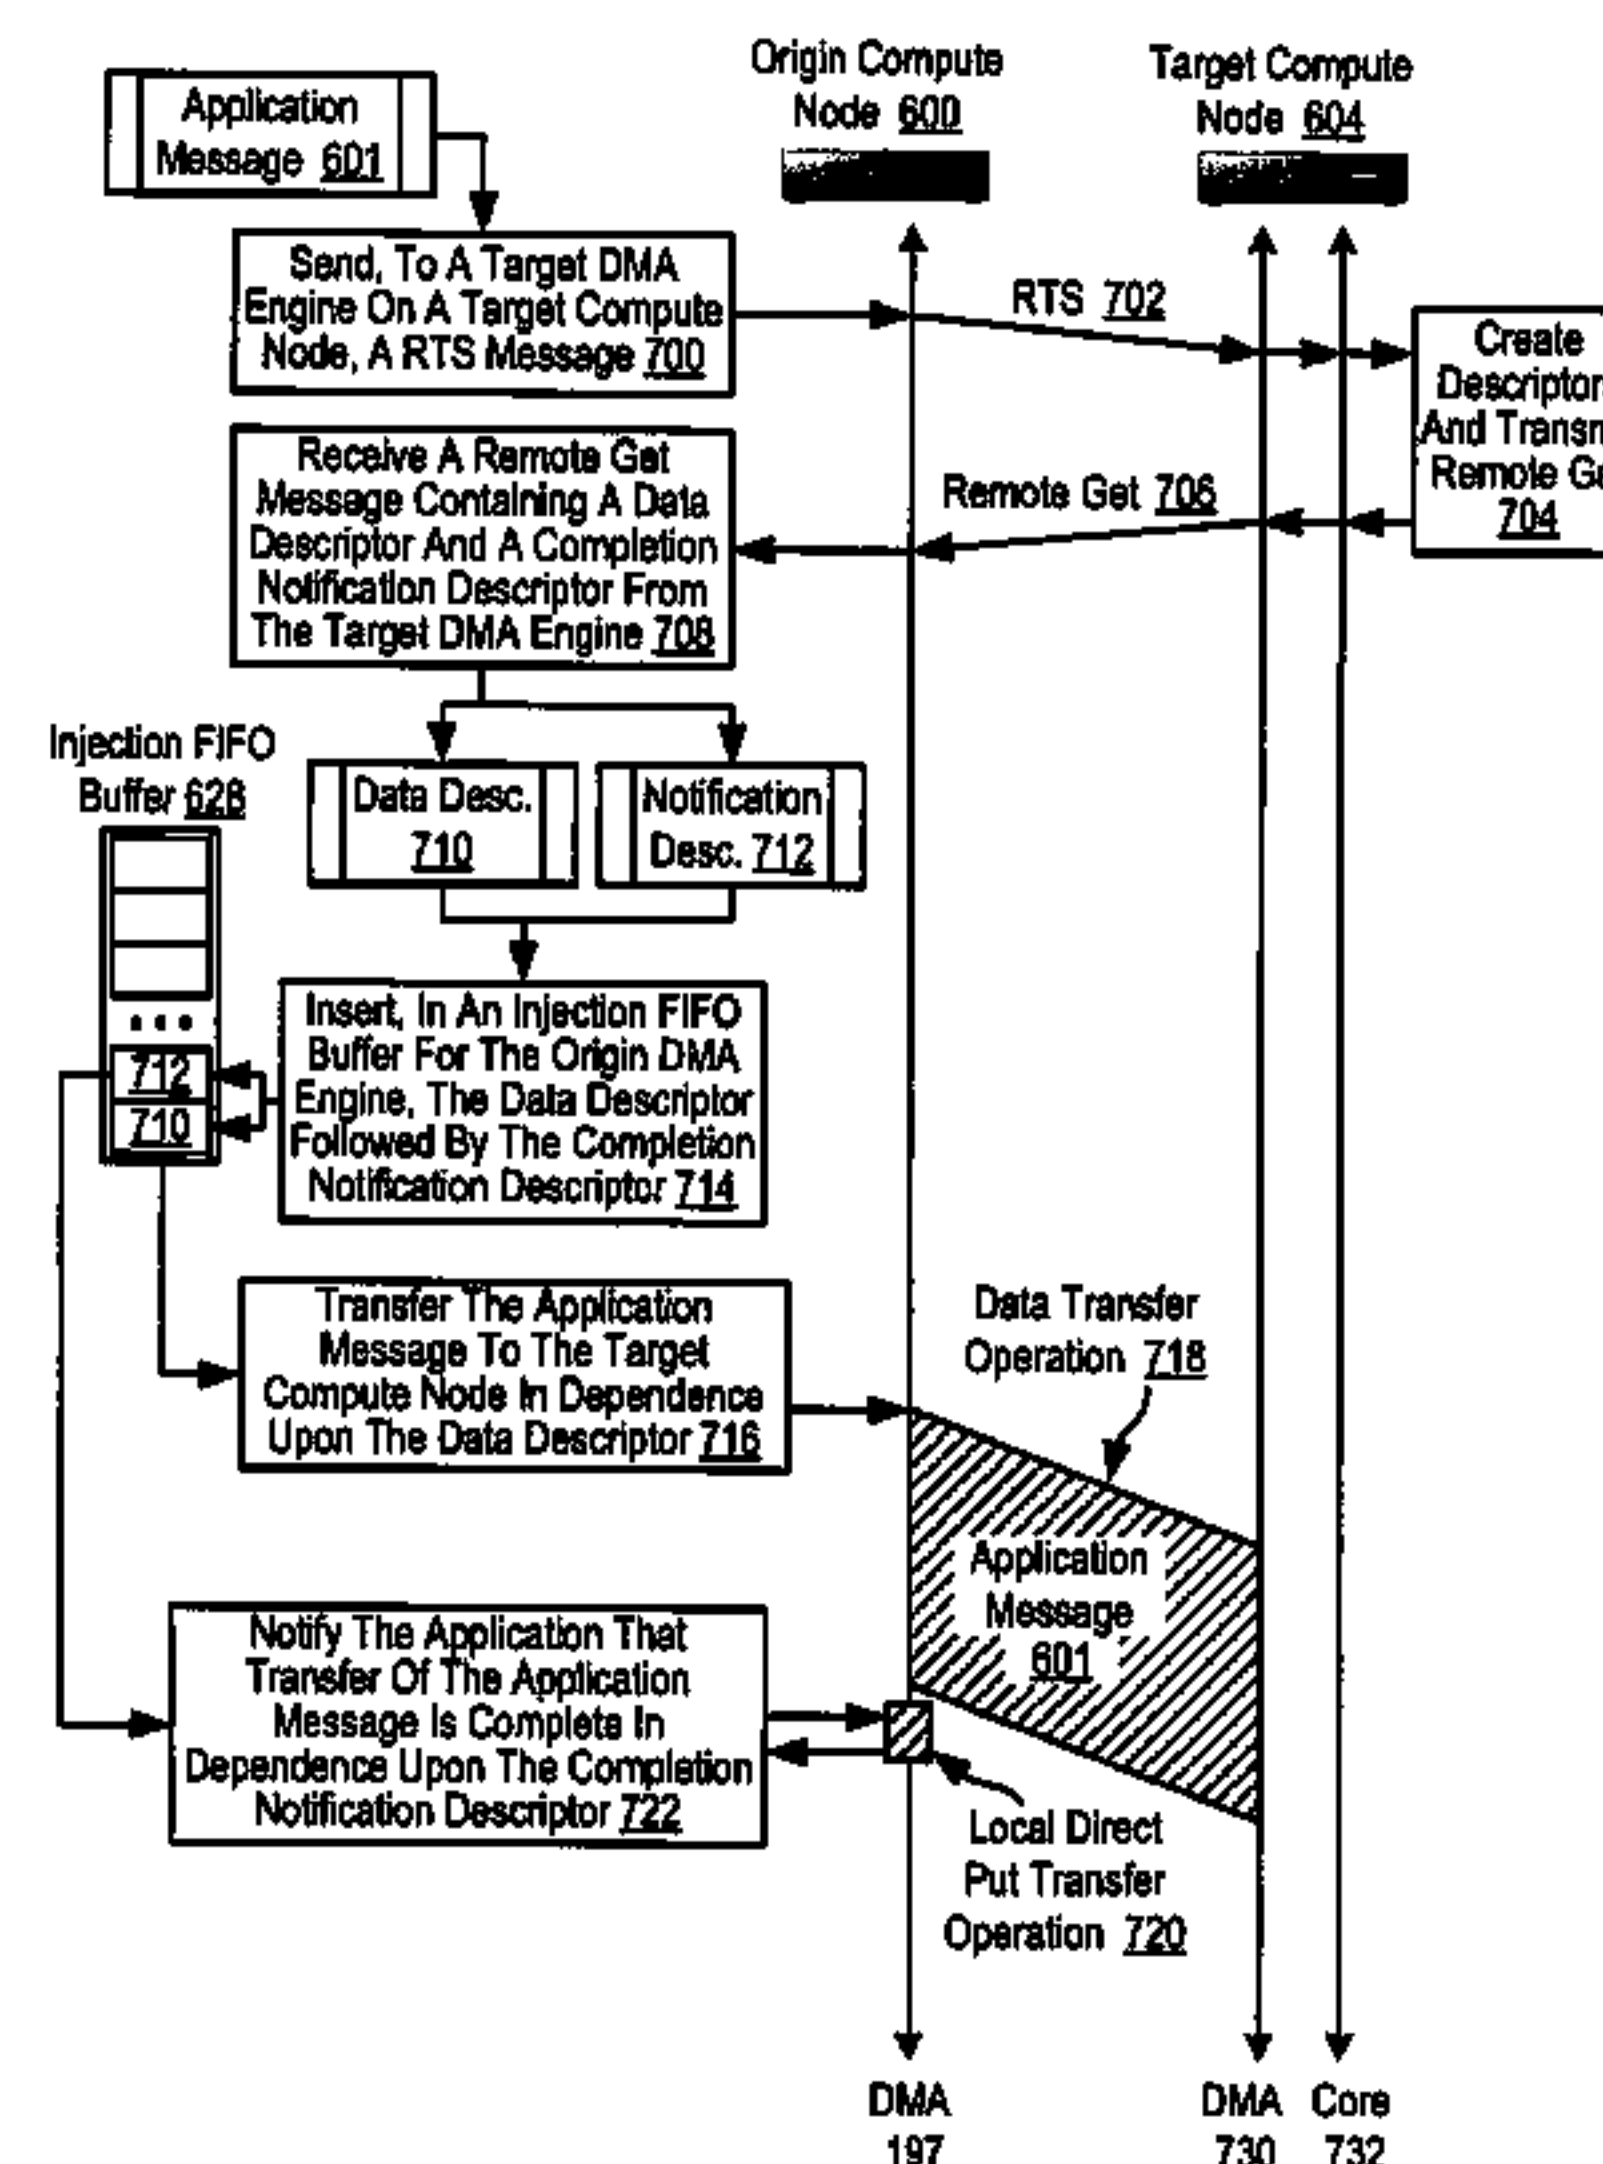 Origin Compute
Node 600
Target Compute
Node 604
Application
Message 601
Send, To A Target DMA
Engine On A Target Compute
Node, A RTS Message 700
RTS 702
Create
Descriptor
And Transm
Remote Ge
704
Receive A Remote Get
Message Containing A Data
Descriptor And A Completion
Notification Descriptor From
The Target DMA Engine 708
Remote Get 706
Injection FIFO
Buffer 628
Data Desc.
710
Notification
Desc. 712
712
710
Insert, In An Injection FIFO
Buffer For The Origin DMA
Engine, The Data Descriptor
Followed By The Completion
Notification Descriptor 714
Transfer The Application
Message To The Target
Compute Node In Dependence
Upon The Data Descriptor 716
Data Transfer
Operation 718
Application
Message
601
Notify The Application That
Transfer Of The Application
Message Is Complete In
Dependence Upon The Completion
Notification Descriptor 722
Local Direct
Put Transfer
Operation 720
DMA
197
DMA
730
Core
732